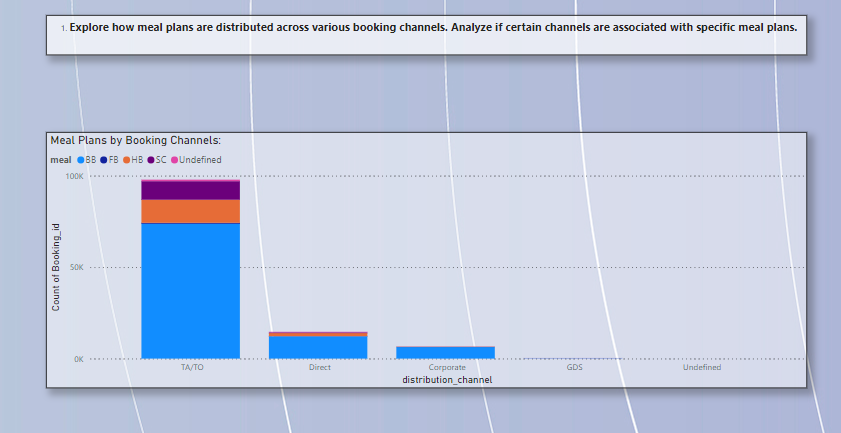 1. Explore how meal plans are distributed across various booking channels. Analyze if certain channels are associated with specific meal plans.
Meal Plans by Booking Channels:
meal BB FB HB SC Undefined
100K
50K
0K
Count of Booking_id
TA/TO Direct Corporate GDS Undefined
distribution_channel